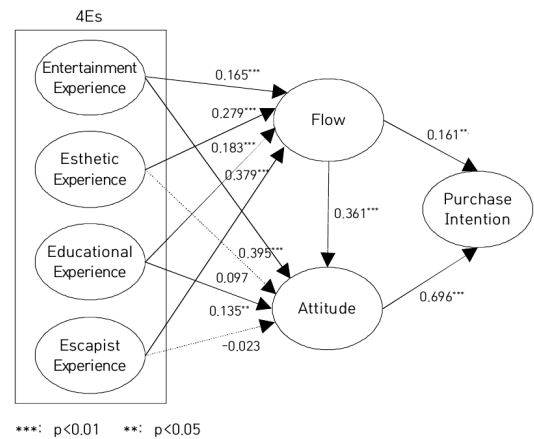 4Es
Entertainment
Experience
Esthetic
Experience
Educational
Experience
Escapist
Experience
0.165***
0.279***
0.183***
0.379***
0.395***
0.097
0.135**
-0.023
Flow
0.361***
Attitude
0.161**
0.696***
Purchase
Intention
***: p<0.01 **: p<0.05